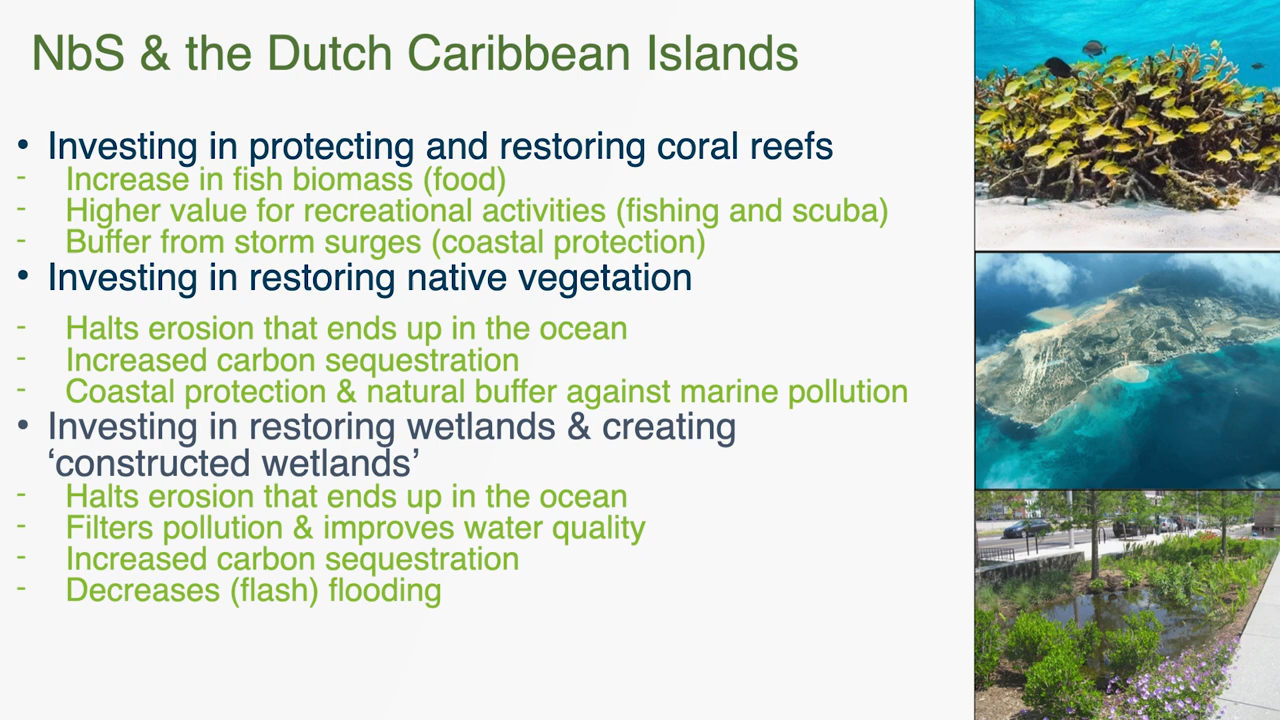 NbS & the Dutch Caribbean Islands
• Investing in protecting and restoring coral reefs
- Increase in fish biomass (food)
- Higher value for recreational activities (fishing and scuba)
- Buffer from storm surges (coastal protection)
• Investing in restoring native vegetation
- Halts erosion that ends up in the ocean
- Increased carbon sequestration
- Coastal protection & natural buffer against marine pollution
• Investing in restoring wetlands & creating
‘constructed wetlands’
- Halts erosion that ends up in the ocean
- Filters pollution & improves water quality
- Increased carbon sequestration
- Decreases (flash) flooding